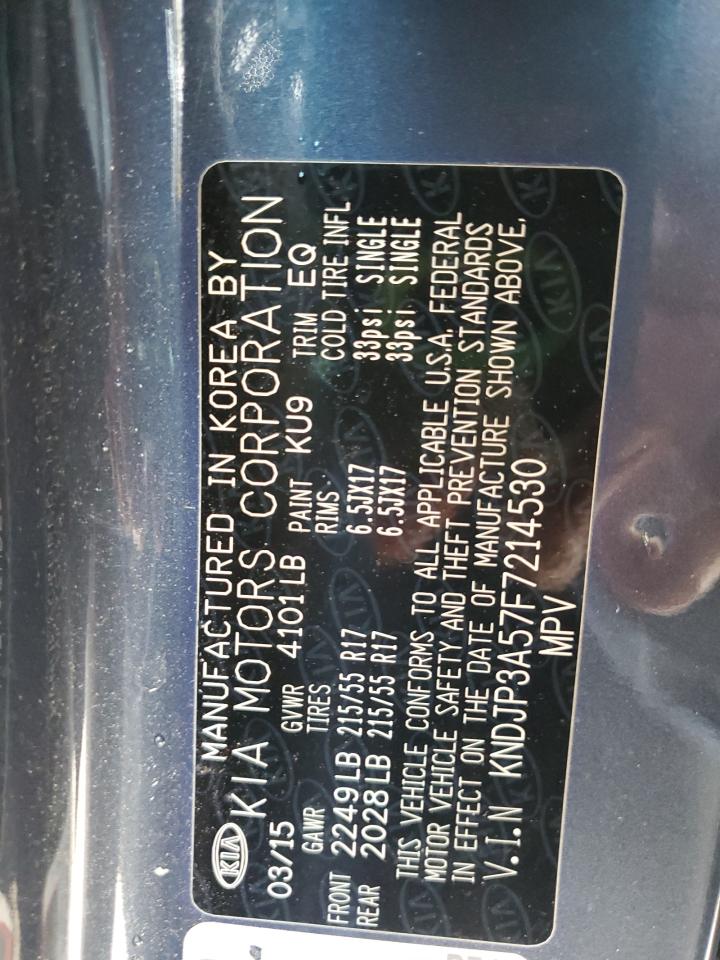 KIA MANUFACTURED IN KOREA BY
KIA MOTORS CORPORATION
03/15 GVWR 4101LB PAINT KU9 TRIM EQ
GAWR TIRES RIMS COLD TIRE INFL
FRONT 2249LB 215/55 R17 6.5JX17 33psi SINGLE
REAR 2028LB 215/55 R17 6.5JX17 33psi SINGLE
THIS VEHICLE CONFORMS TO ALL APPLICABLE U.S.A. FEDERAL
MOTOR VEHICLE SAFETY AND THEFT PREVENTION STANDARDS
IN EFFECT ON THE DATE OF MANUFACTURE SHOWN ABOVE.
V.I.N KNDJP3A57F7214530
MPV